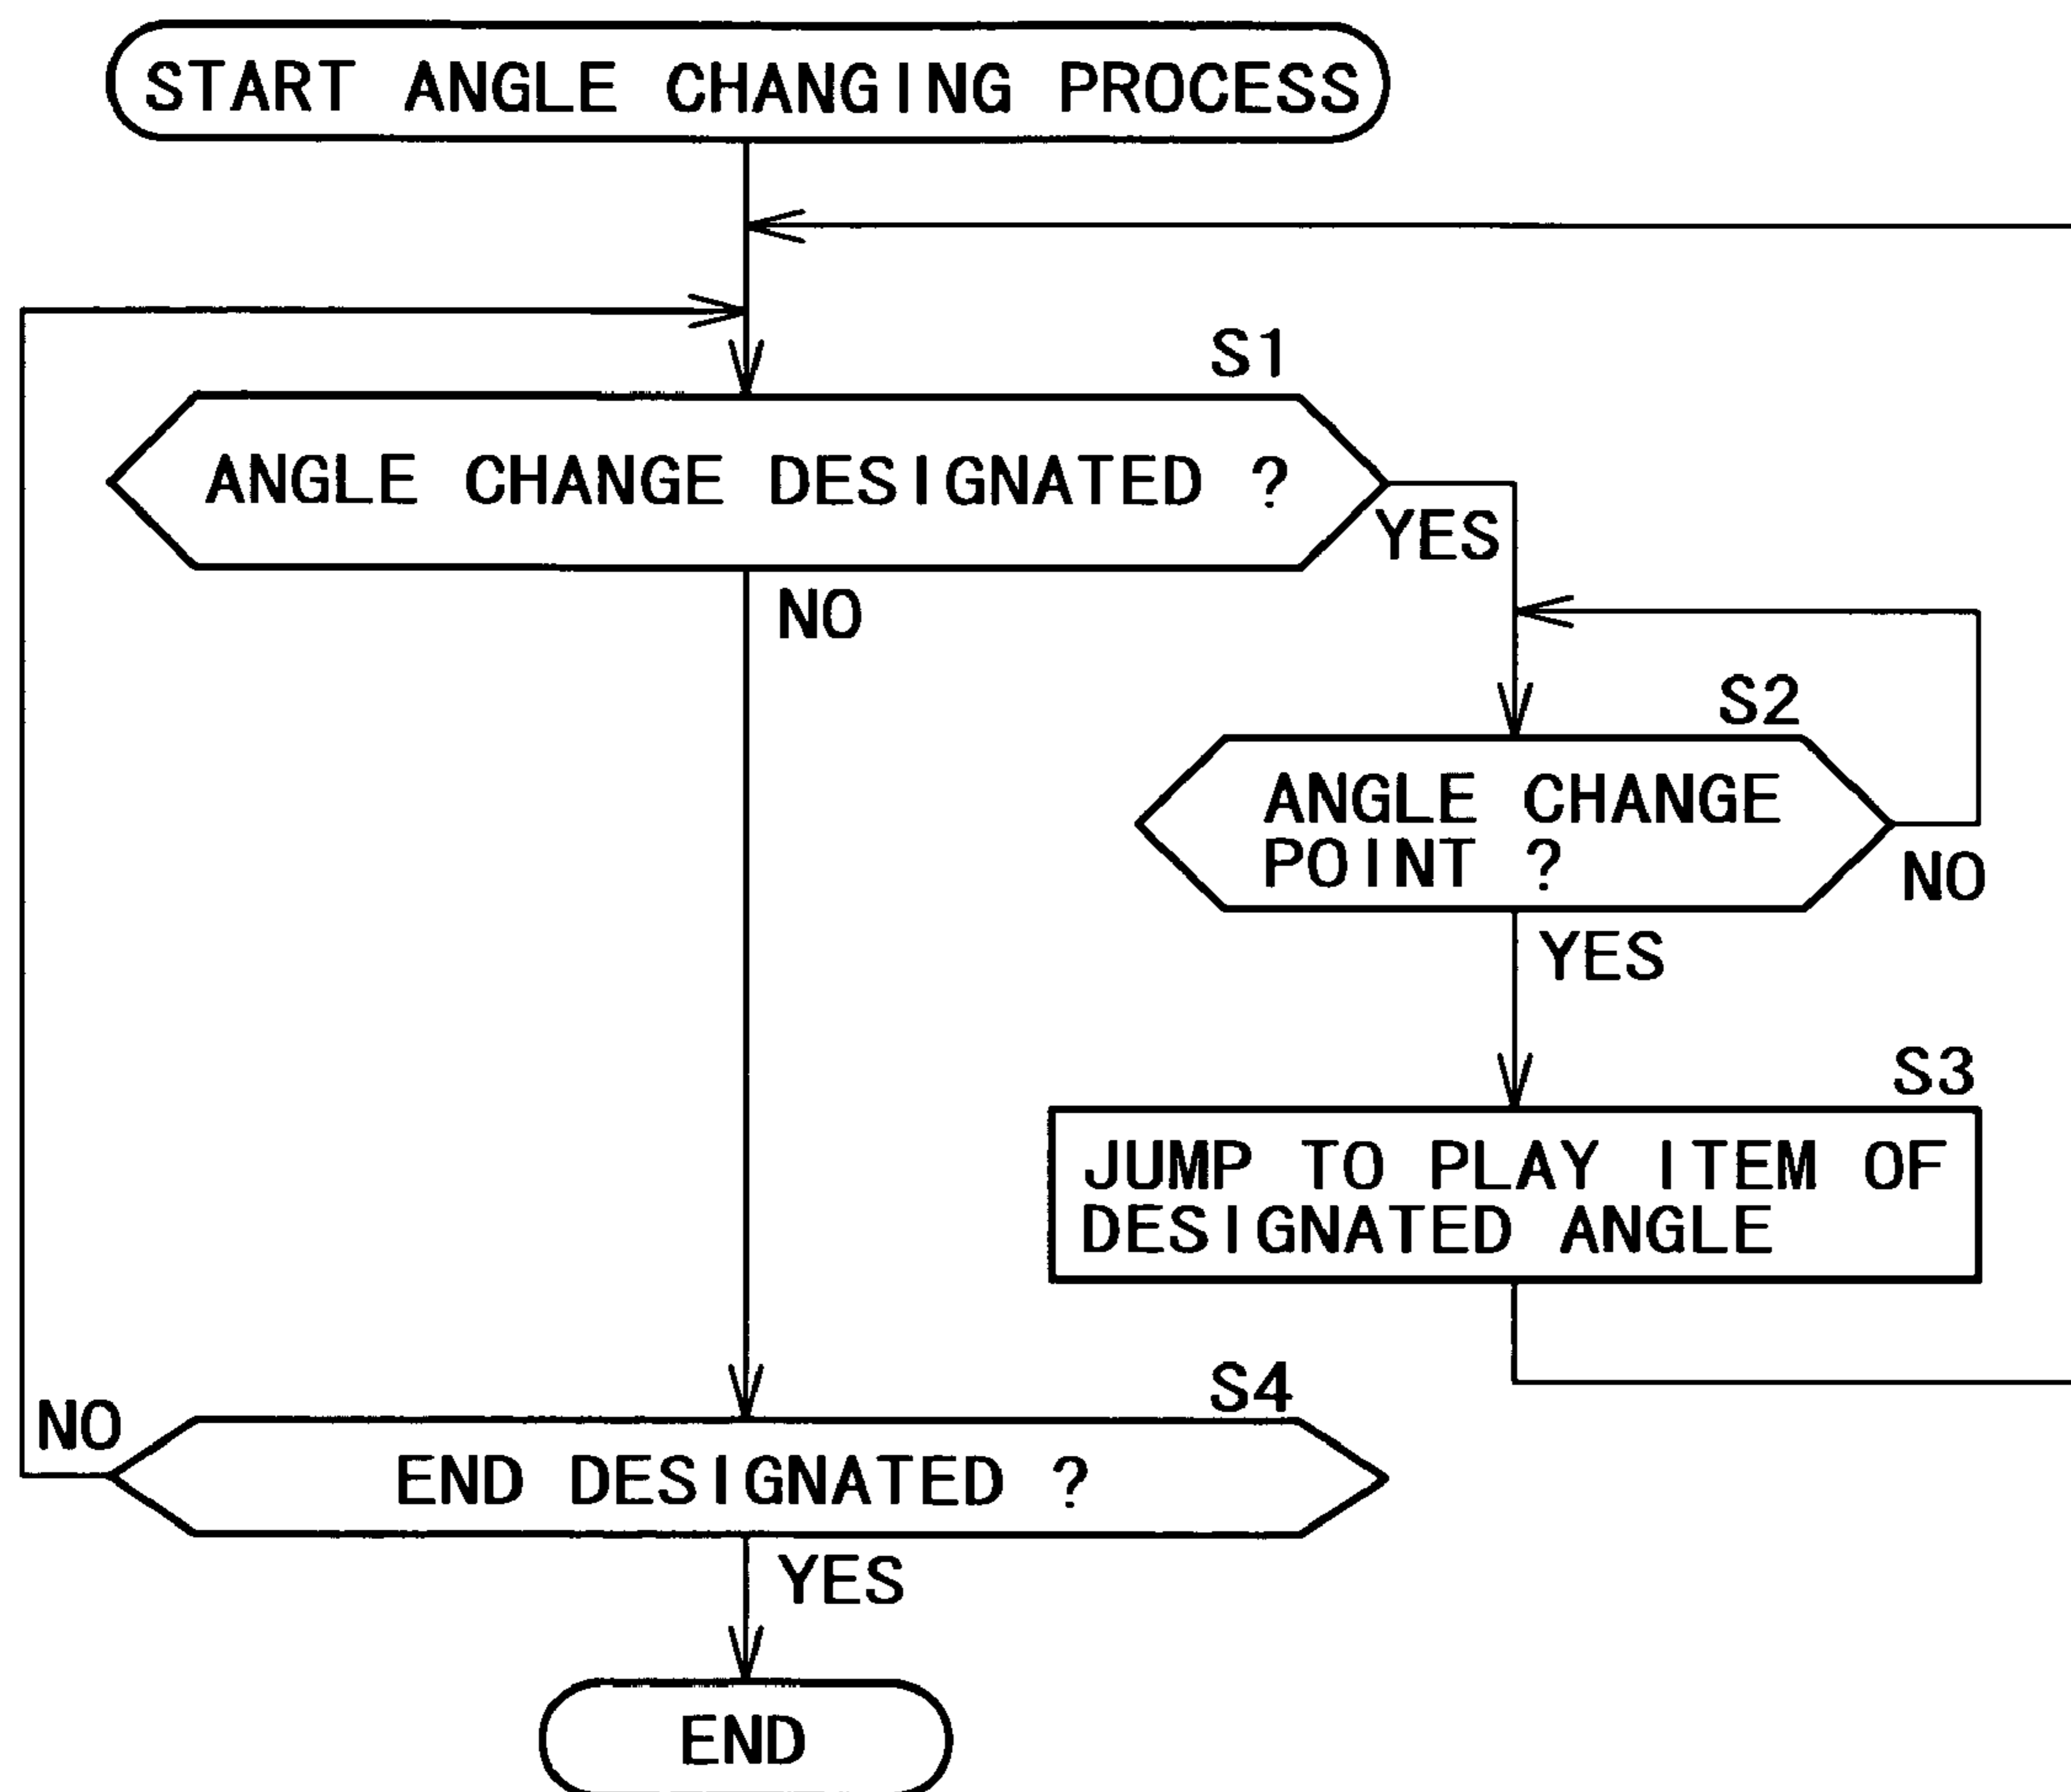 START ANGLE CHANGING PROCESS
S1
ANGLE CHANGE DESIGNATED ?
YES
NO
S2
ANGLE CHANGE
POINT ?
NO
YES
S3
JUMP TO PLAY ITEM OF
DESIGNATED ANGLE
S4
NO
END DESIGNATED ?
YES
END